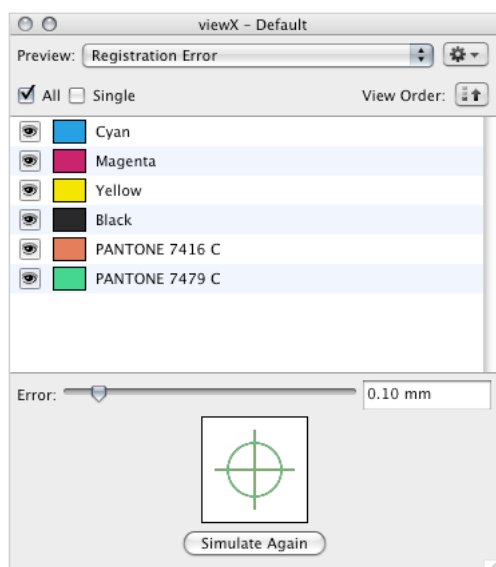 viewX – Default
Preview: Registration Error
All Single View Order:
Cyan
Magenta
Yellow
Black
PANTONE 7416 C
PANTONE 7479 C
Error: 0.10 mm
Simulate Again